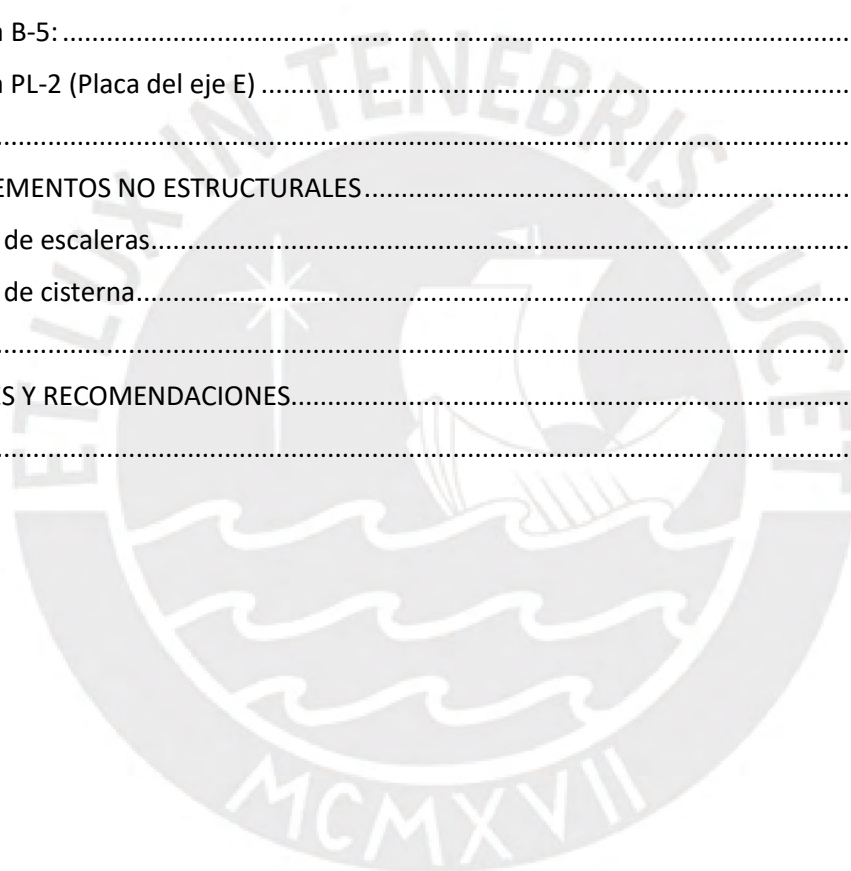 B-5: ........................................................................................................................
PL-2 (Placa del eje E) ........................................................................................
................................................................................................................................
EMENTOS NO ESTRUCTURALES........................................................................
de escaleras.........................................................................................................
de cisterna............................................................................................................
................................................................................................................................
ES Y RECOMENDACIONES..................................................................................
................................................................................................................................
ET LUX IN TENEBRIS LUCET
MCMXVII